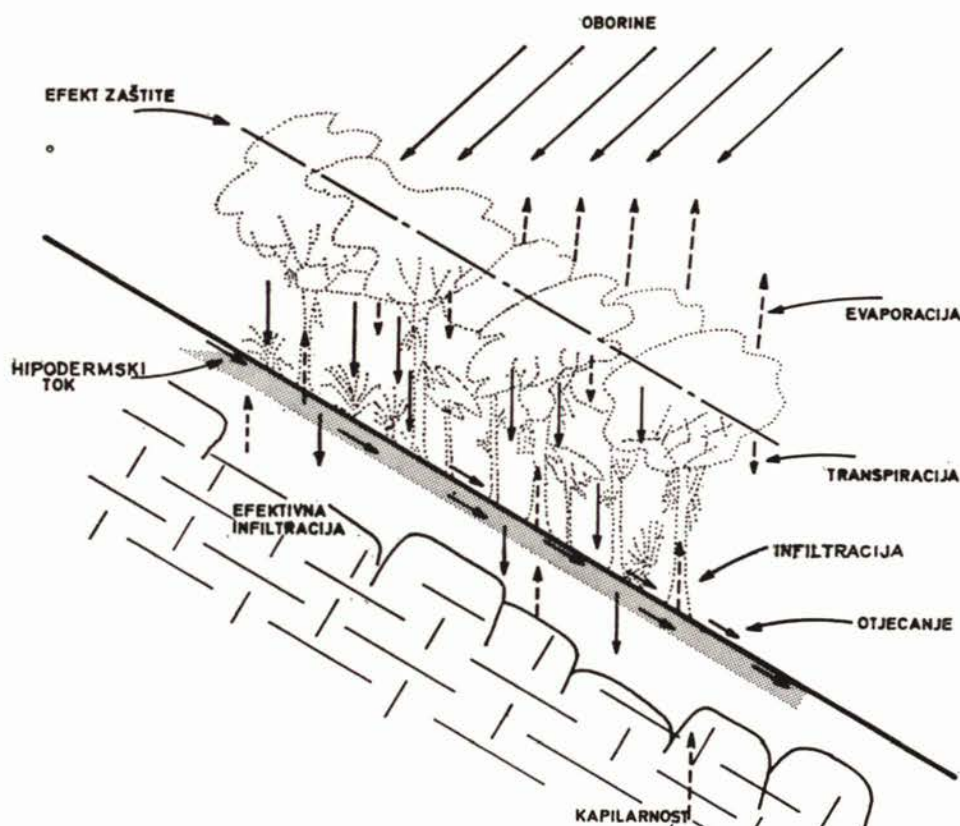 OBORINE
EFEKT ZAŠTITE
EVAPORACIJA
HIPODERMSKI
TOK
TRANSPIRACIJA
EFEKTIVNA
INFILTRACIJA
INFILTRACIJA
OTJECANJE
KAPILARNOST